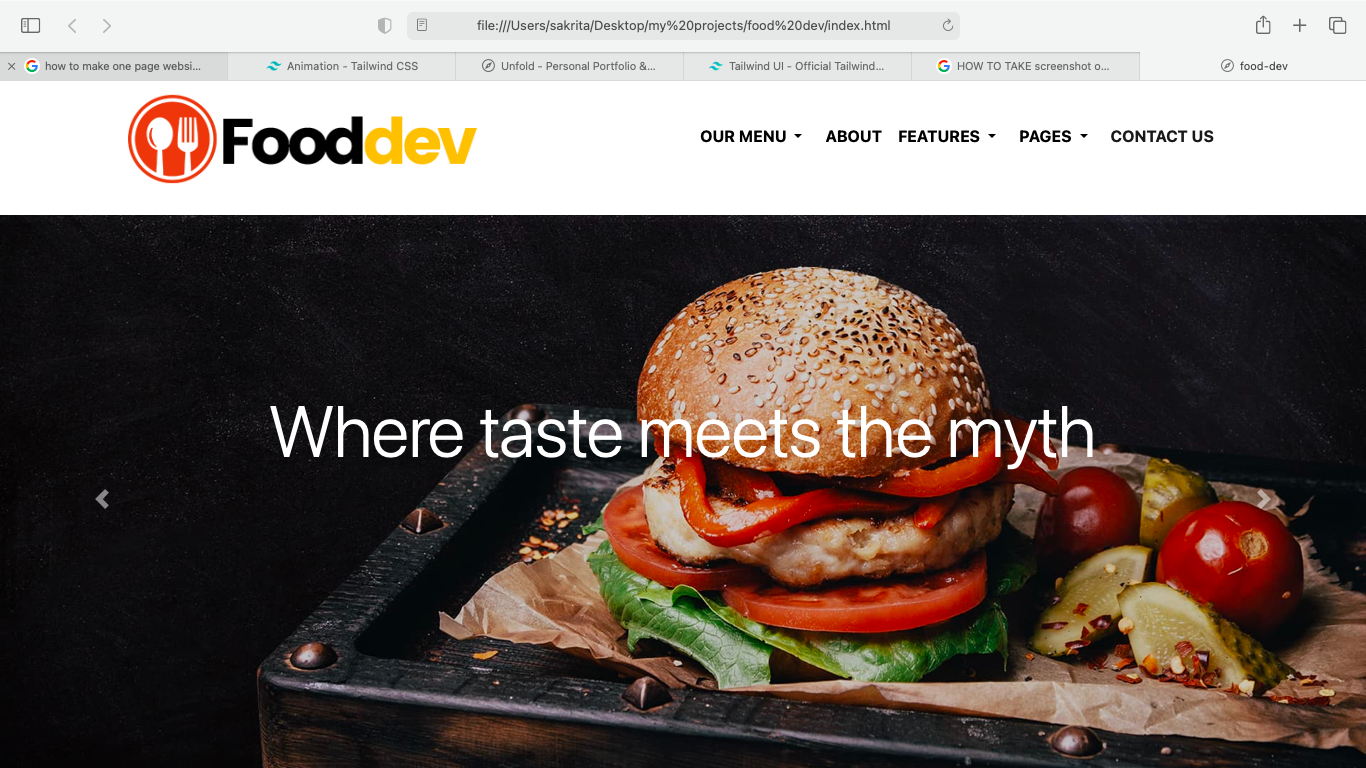 file:///Users/sakrita/Desktop/my%20projects/food%20dev/index.html
how to make one page websi...
Animation - Tailwind CSS
Unfold - Personal Portfolio &...
Tailwind UI - Official Tailwind...
HOW TO TAKE screenshot o...
food-dev
Fooddev
OUR MENU
ABOUT
FEATURES
PAGES
CONTACT US
Where taste meets the myth